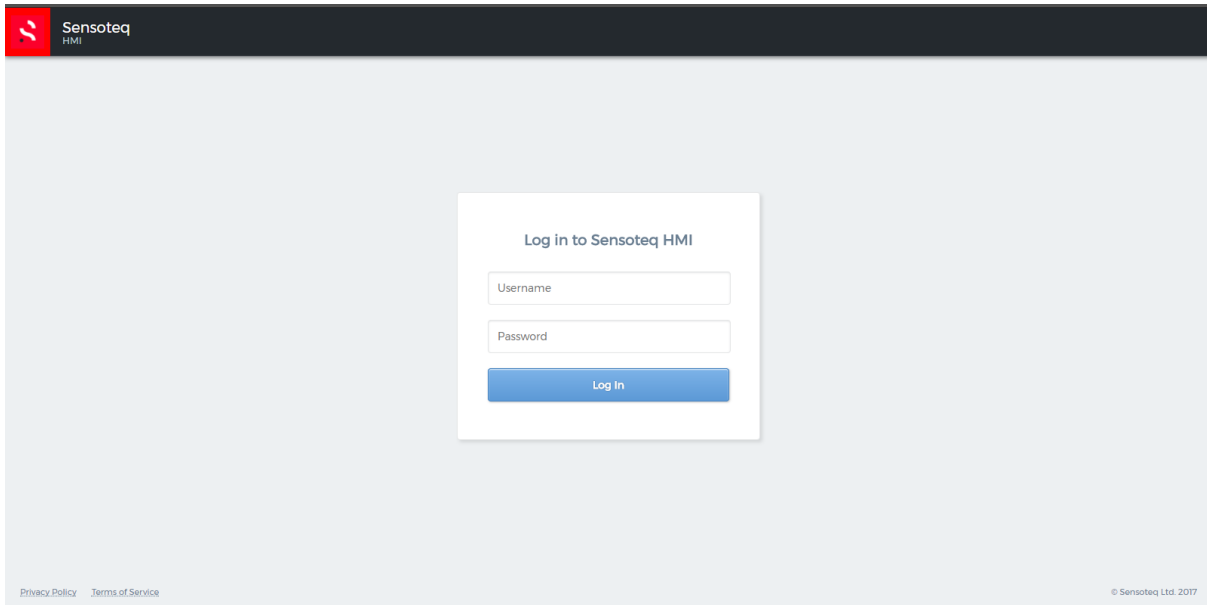 Sensoteq
HMI
Log in to Sensoteq HMI
Username
Password
Log In
Privacy Policy Terms of Service
© Sensoteq Ltd. 2017